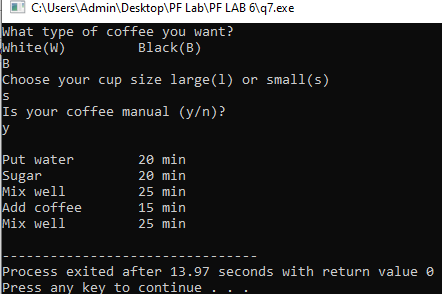 C:\Users\Admin\Desktop\PF Lab\PF LAB 6\q7.exe
What type of coffee you want?
White(W)         Black(B)
B
Choose your cup size large(l) or small(s)
s
Is your coffee manual (y/n)?
y
Put water        20 min
Sugar            20 min
Mix well         25 min
Add coffee       15 min
Mix well         25 min
--------------------------------
Process exited after 13.97 seconds with return value 0
Press any key to continue . . .